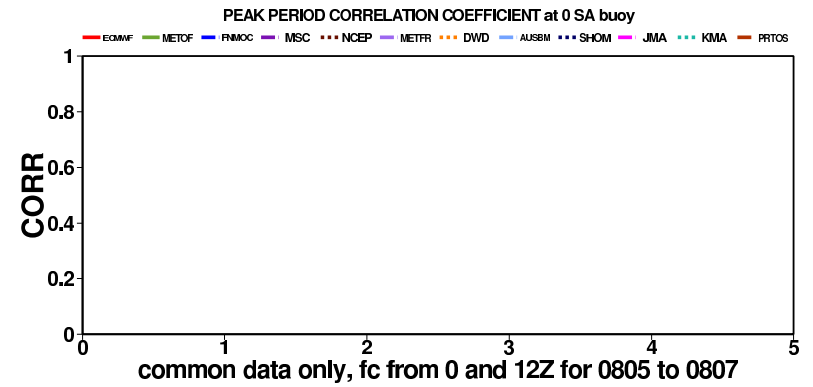 PEAK PERIOD CORRELATION COEFFICIENT at 0 SA buoy
ECMWF METOF FNMOC MSC NCEP METFR DWD AUSBM SHOM JMA KMA PRTOS
1
0.8
0.6
0.4
0.2
0
CORR
0 1 2 3 4 5
common data only, fc from 0 and 12Z for 0805 to 0807